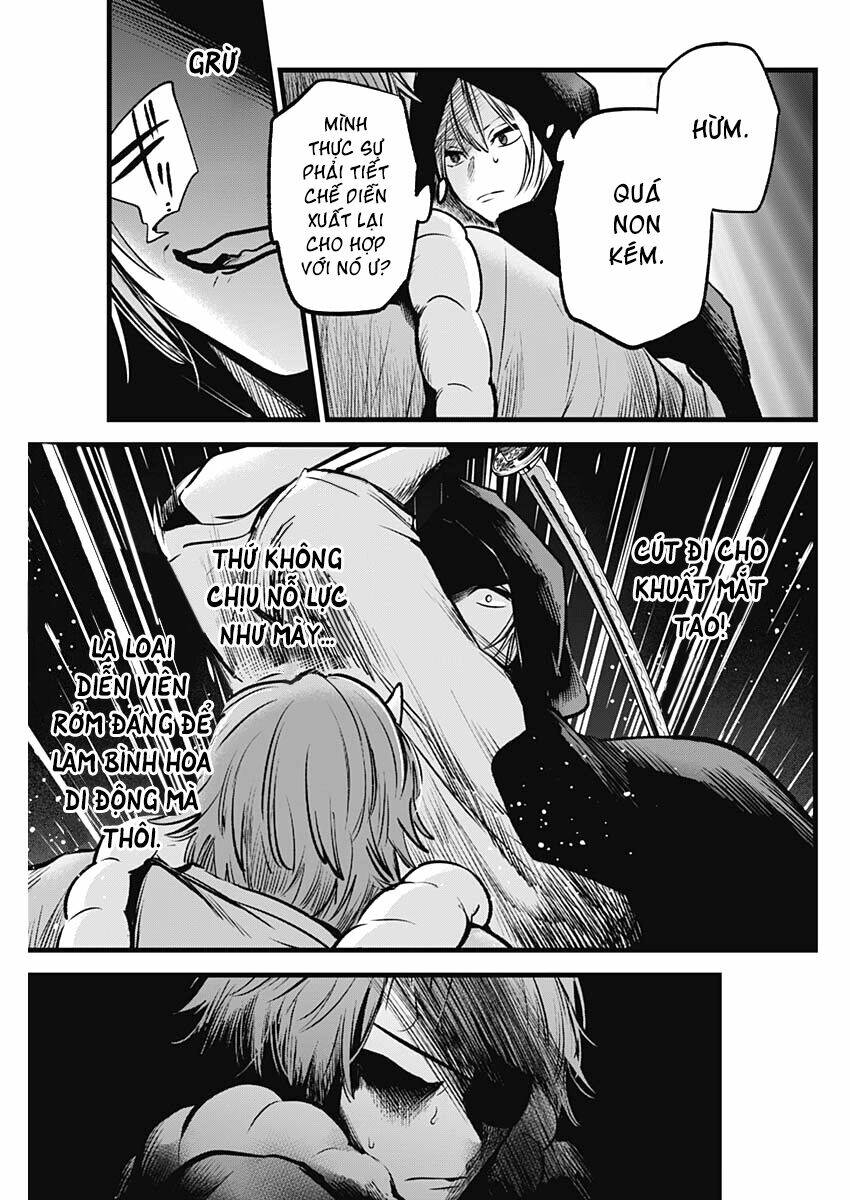 HỪM.
QUÁ
NON
KÉM.
MÌNH
THỰC SỰ
PHẢI TIẾT
CHẾ DIỄN
XUẤT LẠI
CHO HỢP
VỚI NÓ Ư?
GRỪ
CÚT ĐI CHO
KHUẤT MẮT
TAO!
THỨ KHÔNG
CHỊU NỖ LỰC
NHƯ MÀY...
LÀ LOẠI
DIỄN VIÊN
RỞM ĐÁNG ĐỂ
LÀM BÌNH HOA
DI ĐỘNG MÀ
THÔI.